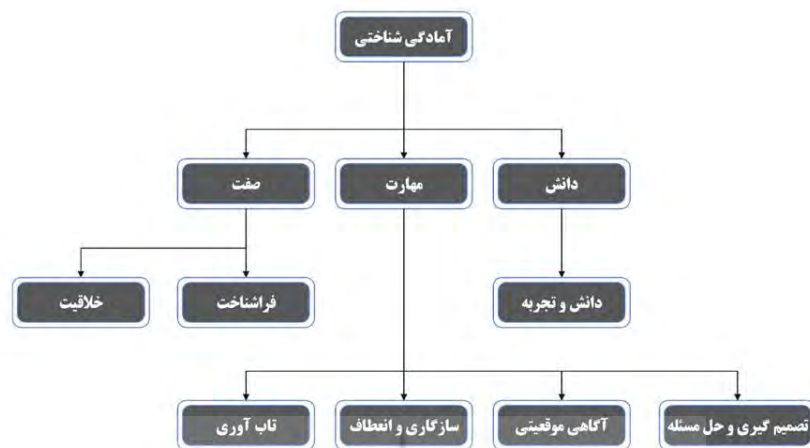 آمادگی شناختی
دانش
مهارت
صفت
دانش و تجربه
فراشناخت
خلاقیت
تصمیم گیری و حل مسئله
آگاهی موقعیتی
سازگاری و انعطاف
تاب آوری